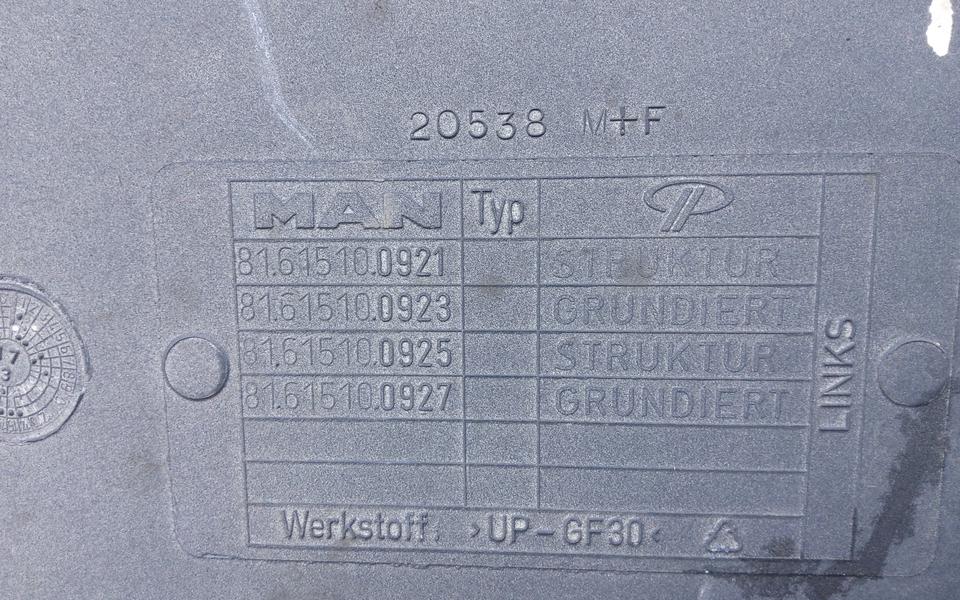 20538 M+F
MAN Typ
81.61510.0921 STRUKTUR
81.61510.0923 GRUNDIERT
81.61510.0925 STRUKTUR
81.61510.0927 GRUNDIERT
LINKS
Werkstoff: >UP-GF30<